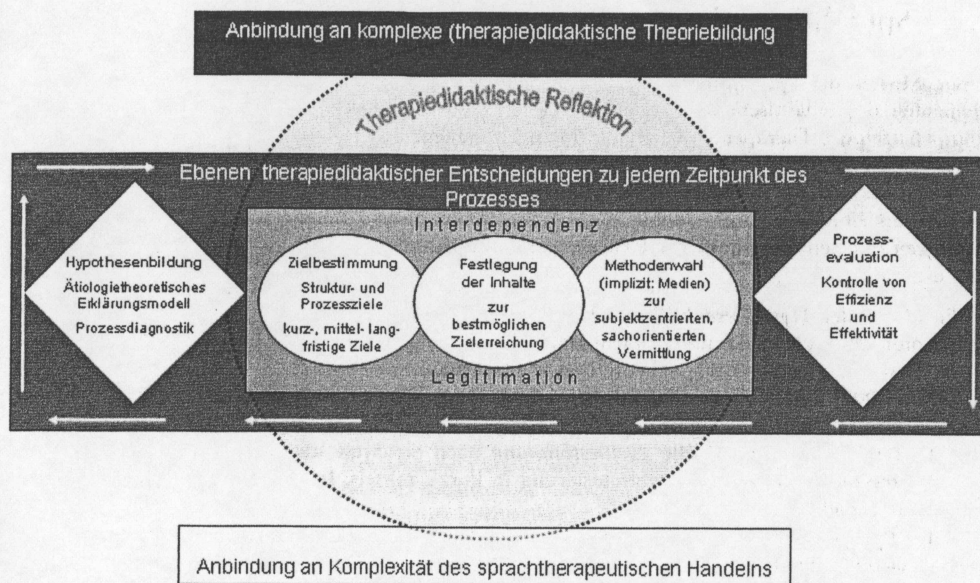 Anbindung an komplexe (therapie)didaktische Theoriebildung
Therapiedidaktische Reflektion
Ebenen therapiedidaktischer Entscheidungen zu jedem Zeitpunkt des
Prozesses
Interdependenz
Hypothesenbildung
Ätiologietheoretisches
Erklärungsmodell
Prozessdiagnostik
Zielbestimmung
Struktur- und
Prozessziele
kurz-, mittel- lang-
fristige Ziele
Festlegung
der Inhalte
zur
bestmöglichen
Zielerreichung
Methodenwahl
(implizit: Medien)
zur
subjektzentrierten,
sachorientierten
Vermittlung
Prozess-
evaluation
Kontrolle von
Effizienz
und
Effektivität
Legitimation
Anbindung an Komplexität des sprachtherapeutischen Handelns